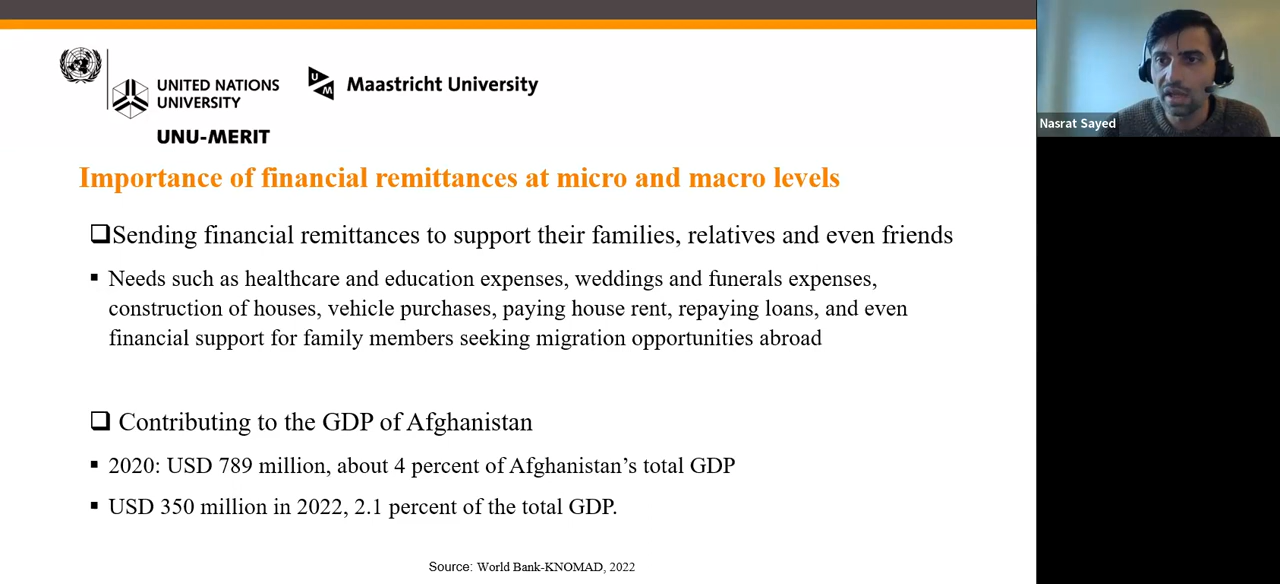 UNITED NATIONS
UNIVERSITY
UNU-MERIT
U
M
Maastricht University
Nasrat Sayed
Importance of financial remittances at micro and macro levels
Sending financial remittances to support their families, relatives and even friends
Needs such as healthcare and education expenses, weddings and funerals expenses,
construction of houses, vehicle purchases, paying house rent, repaying loans, and even
financial support for family members seeking migration opportunities abroad
Contributing to the GDP of Afghanistan
2020: USD 789 million, about 4 percent of Afghanistan’s total GDP
USD 350 million in 2022, 2.1 percent of the total GDP.
Source: World Bank-KNOMAD, 2022